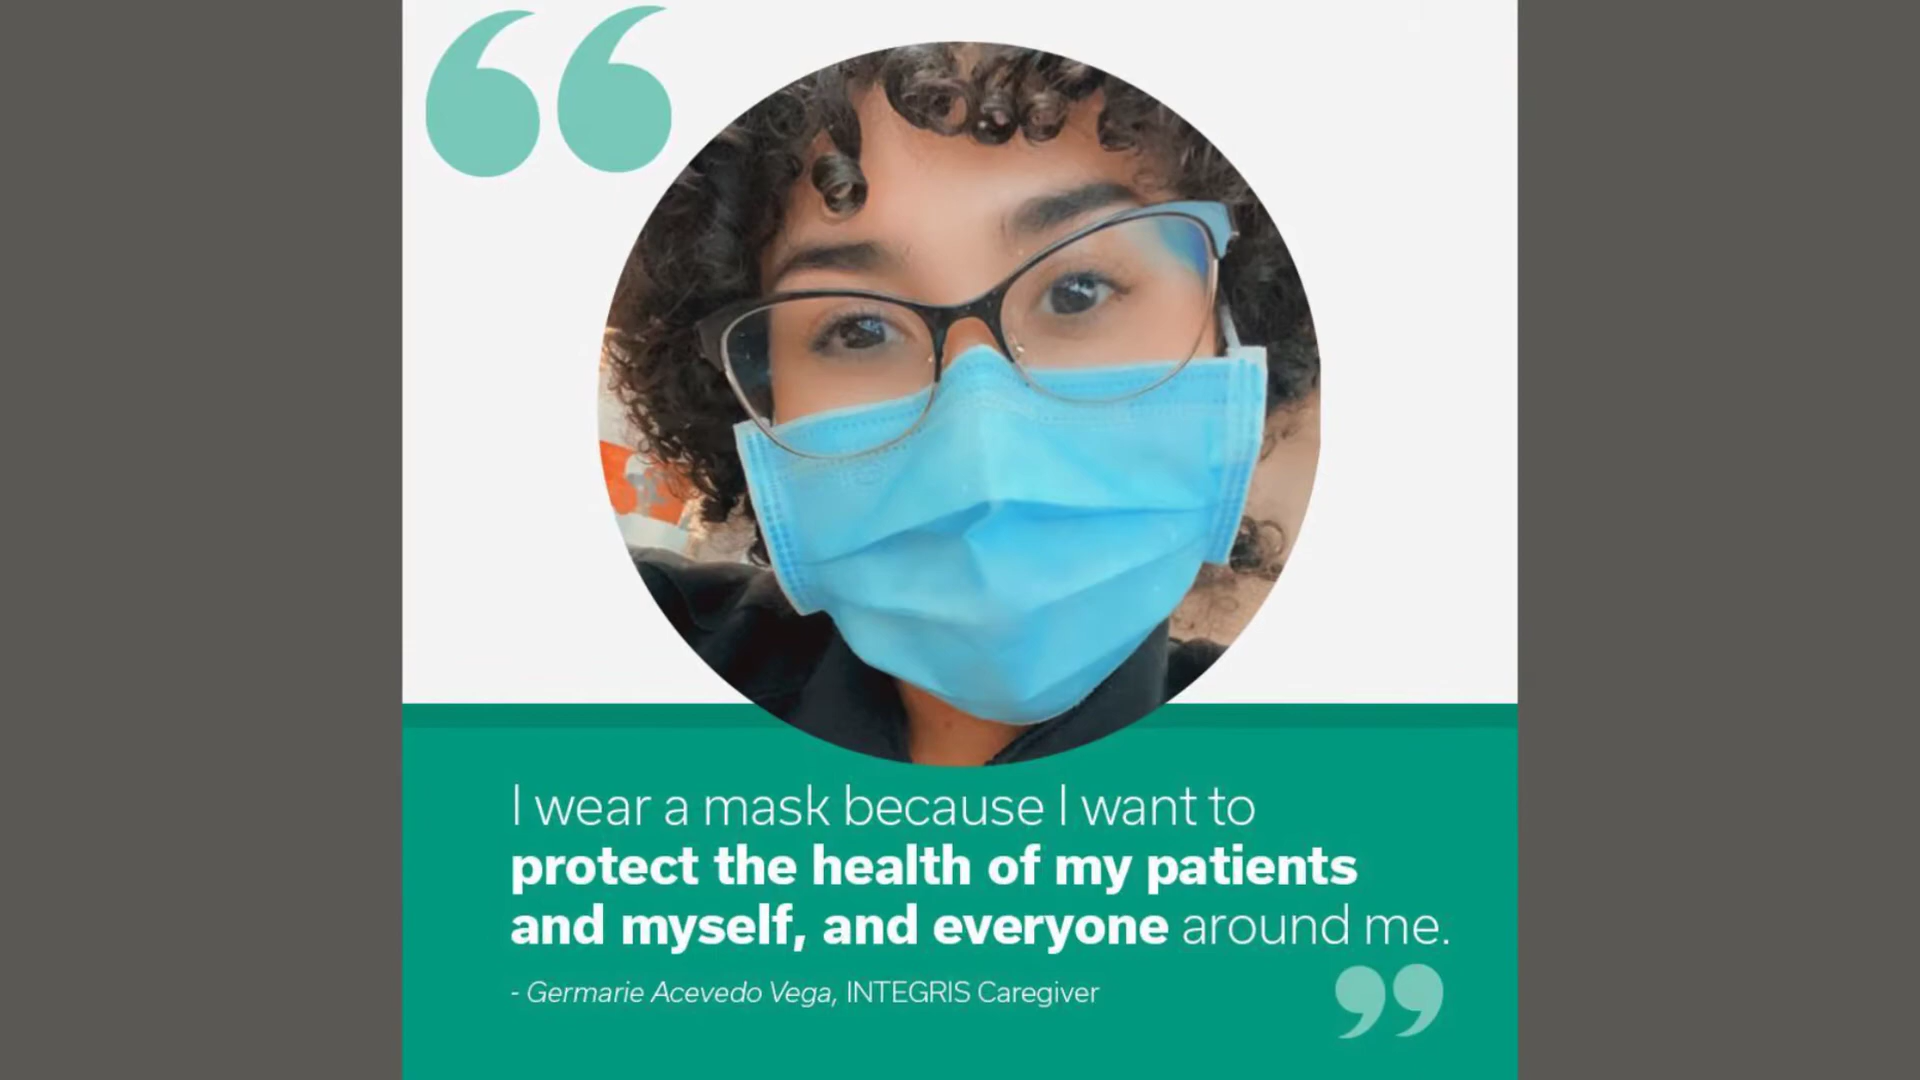 I wear a mask because I want to
protect the health of my patients
and myself, and everyone around me.
- Germarie Acevedo Vega, INTEGRIS Caregiver